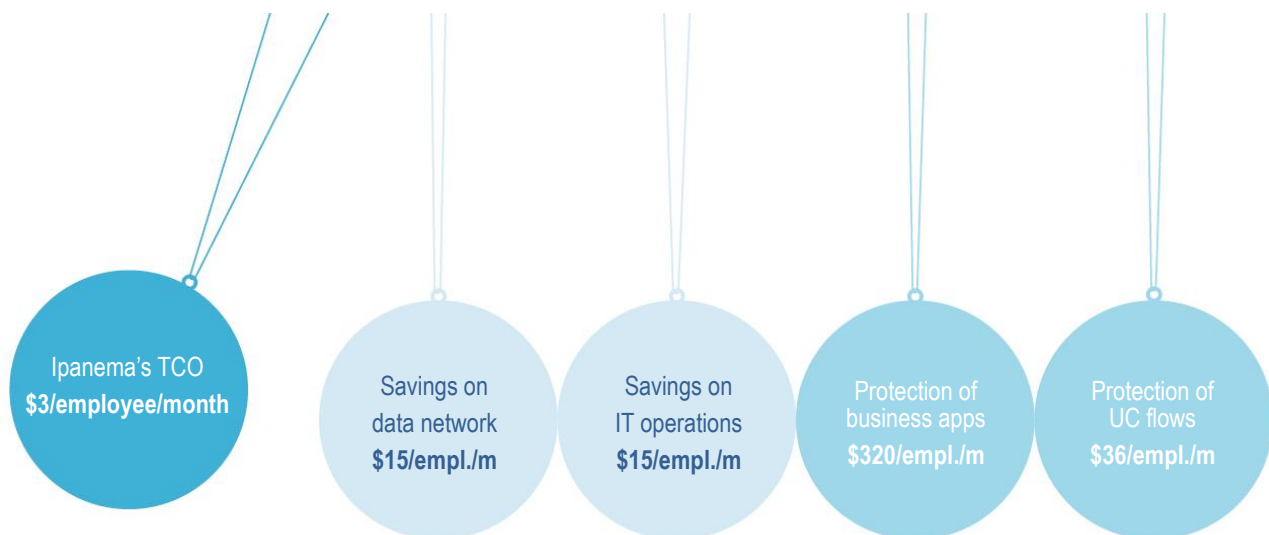 Ipanema’s TCO
$3/employee/month
Savings on
data network
$15/empl./m
Savings on
IT operations
$15/empl./m
Protection of
business apps
$320/empl./m
Protection of
UC flows
$36/empl./m